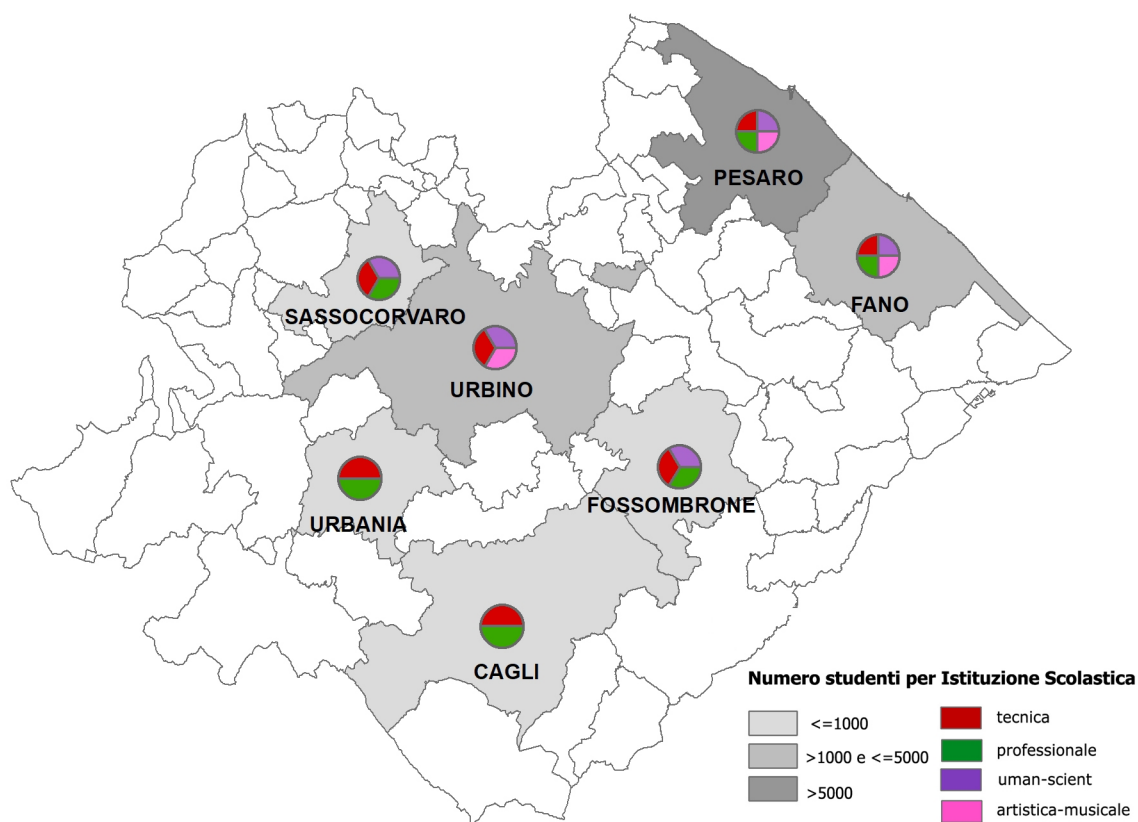 PESARO
FANO
SASSOCORVARO
URBINO
URBANIA
FOSSOMBRONE
CAGLI
Numero studenti per Istituzione Scolastica
<=1000
>1000 e <=5000
>5000
tecnica
professionale
uman-scient
artistica-musicale